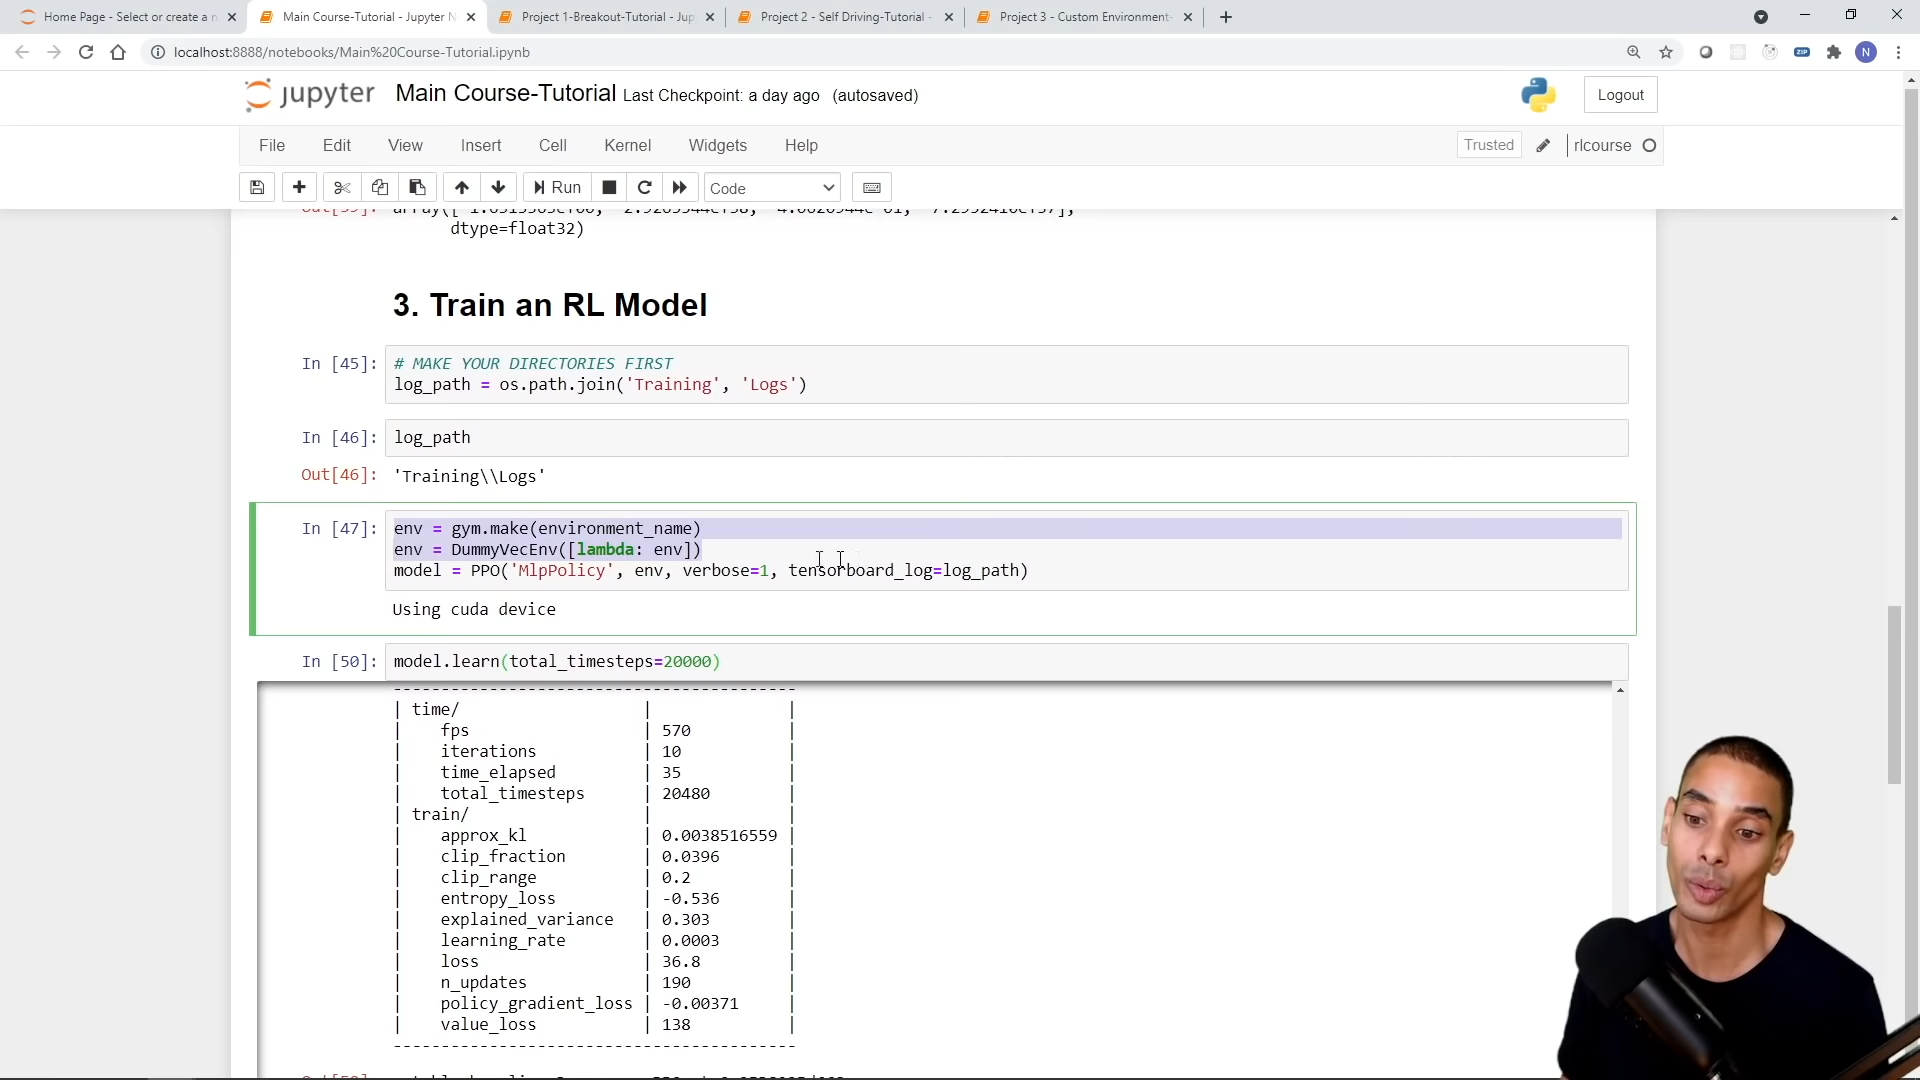 Home Page - Select or create a n
Main Course-Tutorial - Jupyter N
Project 1-Breakout-Tutorial - Jup
Project 2 - Self Driving-Tutorial -
Project 3 - Custom Environment-
localhost:8888/notebooks/Main%20Course-Tutorial.ipynb
ZIP
N
jupyter Main Course-Tutorial Last Checkpoint: a day ago (autosaved)
Logout
File Edit View Insert Cell Kernel Widgets Help
Trusted
rlcourse
Run
Code
dtype=float32)
3. Train an RL Model
In [45]: # MAKE YOUR DIRECTORIES FIRST
log_path = os.path.join('Training', 'Logs')
In [46]: log_path
Out[46]: 'Training\\Logs'
In [47]: env = gym.make(environment_name)
env = DummyVecEnv([lambda: env])
model = PPO('MlpPolicy', env, verbose=1, tensorboard_log=log_path)
Using cuda device
In [50]: model.learn(total_timesteps=20000)
-----------------------------------------
| time/ | |
| fps | 570 |
| iterations | 10 |
| time_elapsed | 35 |
| total_timesteps | 20480 |
| train/ | |
| approx_kl | 0.0038516559 |
| clip_fraction | 0.0396 |
| clip_range | 0.2 |
| entropy_loss | -0.536 |
| explained_variance | 0.303 |
| learning_rate | 0.0003 |
| loss | 36.8 |
| n_updates | 190 |
| policy_gradient_loss | -0.00371 |
| value_loss | 138 |
-----------------------------------------